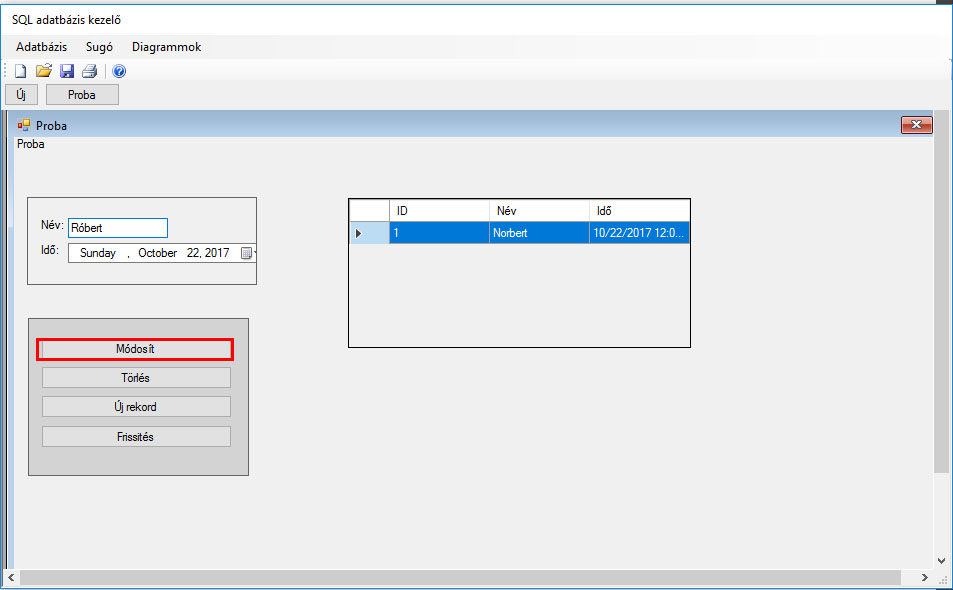 SQL adatbázis kezelő
Adatbázis Sugó Diagrammok
Új Proba
Proba
Proba
Név: Róbert
Idő: Sunday , October 22, 2017
ID Név Idő
1 Norbert 10/22/2017 12:0...
Módosít
Törlés
Új rekord
Frissités